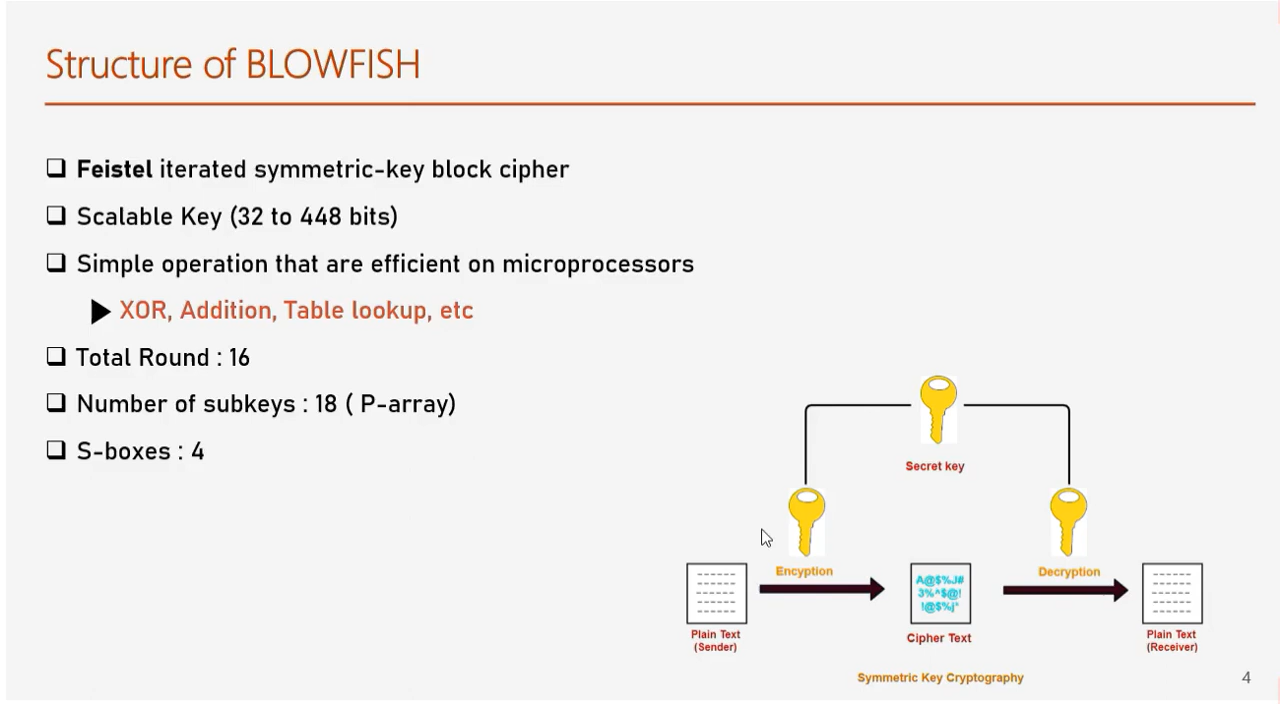 Structure of BLOWFISH
Feistel iterated symmetric-key block cipher
Scalable Key (32 to 448 bits)
Simple operation that are efficient on microprocessors
XOR, Addition, Table lookup, etc
Total Round : 16
Number of subkeys : 18 ( P-array)
S-boxes : 4
Secret key
Encyption
Decryption
A@$%J#
3%^$@!
!@$%j*
Plain Text
(Sender)
Cipher Text
Plain Text
(Receiver)
Symmetric Key Cryptography
4